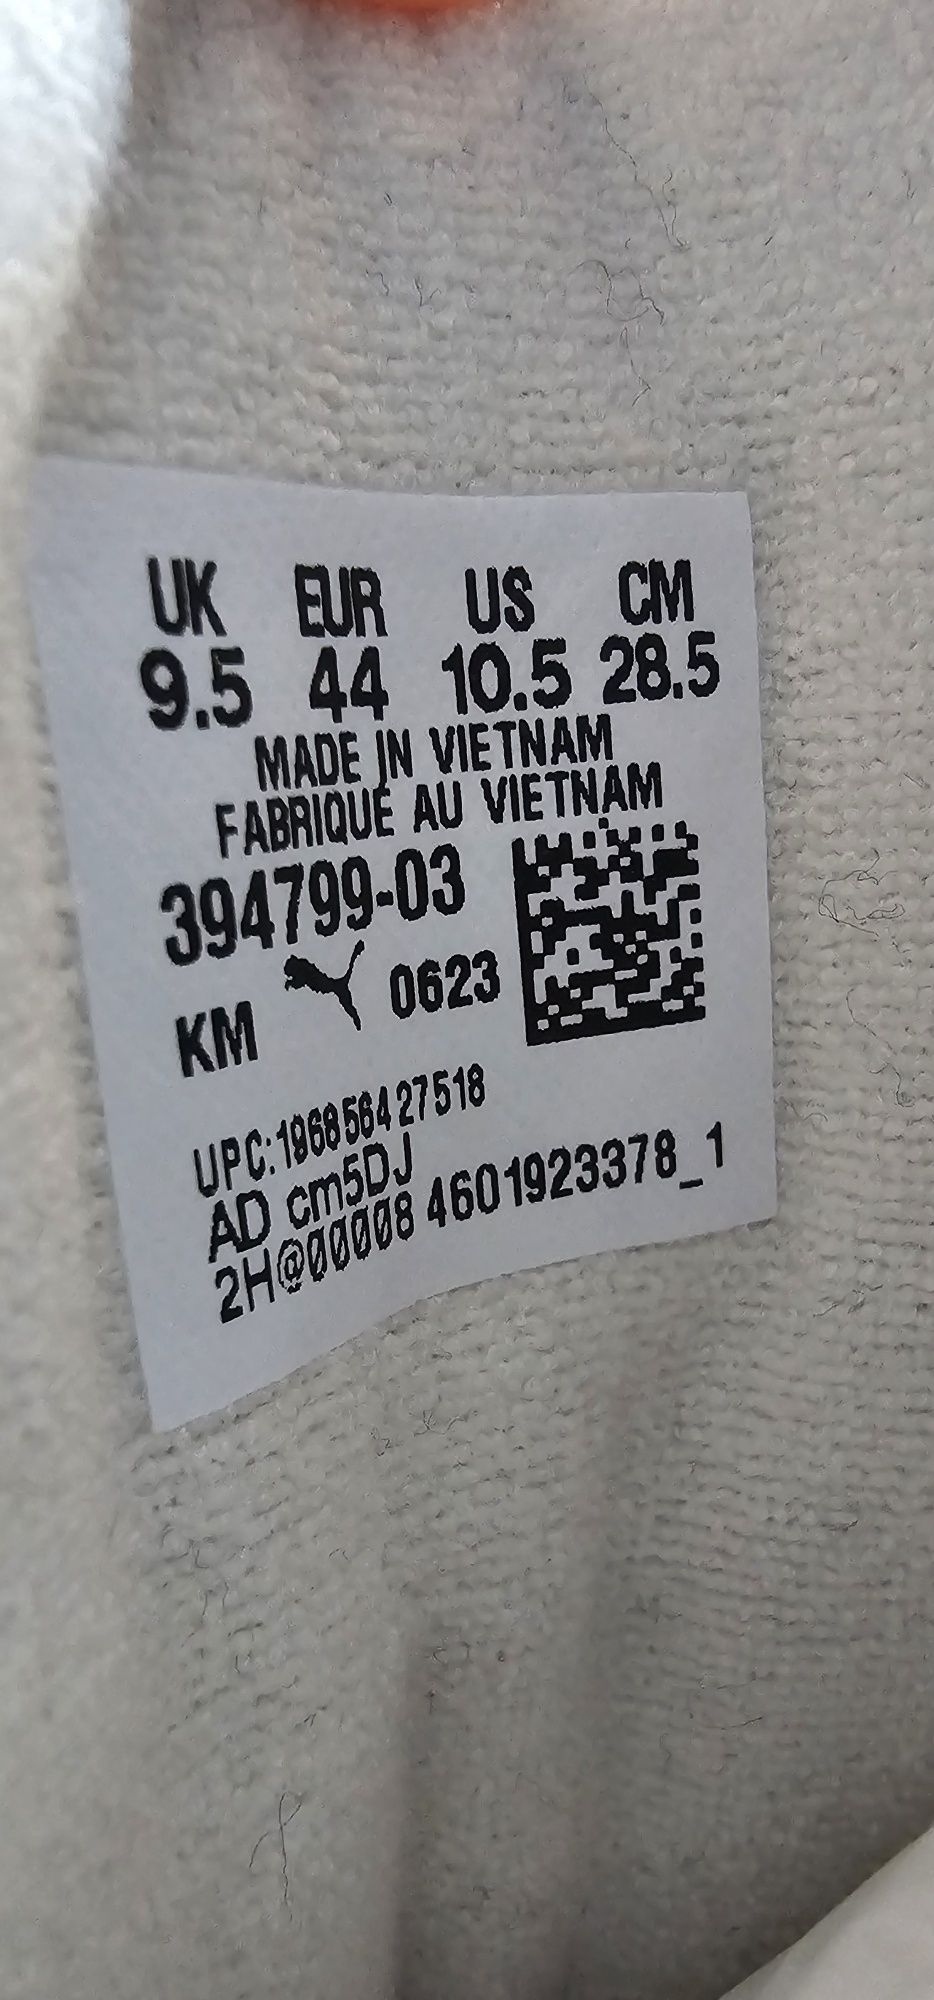 UK EUR US CM
9.5 44 10.5 28.5
MADE IN VIETNAM
FABRIQUÉ AU VIETNAM
394799-03
KM 0623
UPC:196856427518
AD cm5DJ
2H@00008 4601923378_1